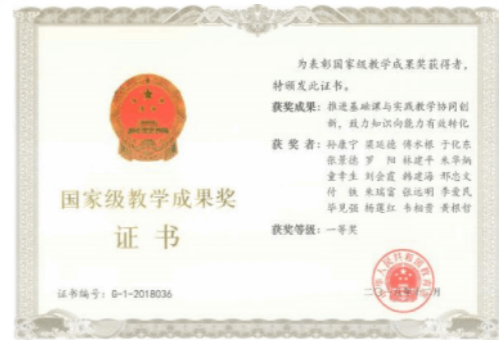 国家级教学成果奖
证书
证书编号：G-1-2018036
为表彰国家级教学成果奖获得者，
特颁发此证书。
获奖成果：推进基础课与实践教学协同创
新，致力知识向能力有效转化
获奖者：孙康宁 梁延德 傅水根 于化东
张景德 罗阳 林建平 朱华炳
童幸生 刘会霞 韩建海 邢忠文
付铁 朱瑞富 张远明 李爱民
毕见强 杨莲红 韦相贵 黄根哲
获奖等级：一等奖